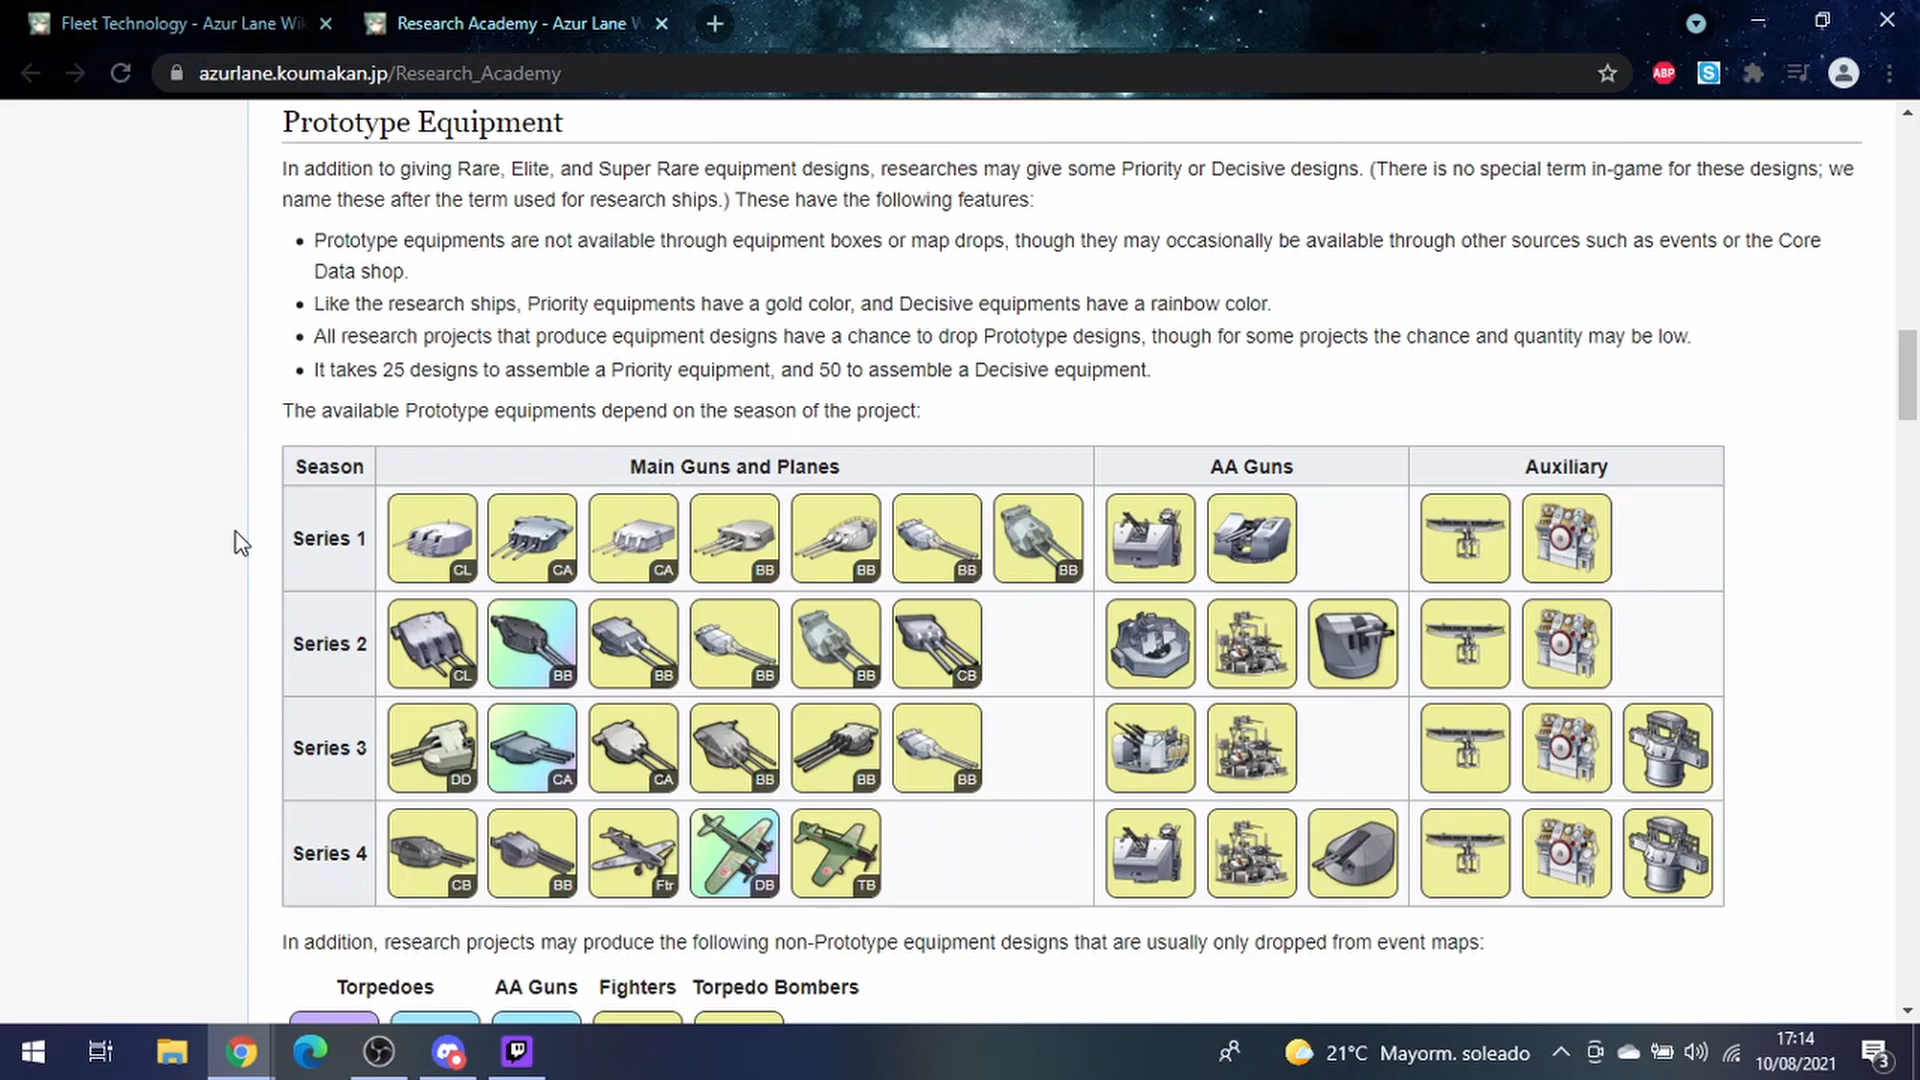 Fleet Technology - Azur Lane Wik
Research Academy - Azur Lane W
azurlane.koumakan.jp/Research_Academy
ABP
S
Prototype Equipment
In addition to giving Rare, Elite, and Super Rare equipment designs, researches may give some Priority or Decisive designs. (There is no special term in-game for these designs; we
name these after the term used for research ships.) These have the following features:
Prototype equipments are not available through equipment boxes or map drops, though they may occasionally be available through other sources such as events or the Core
Data shop.
Like the research ships, Priority equipments have a gold color, and Decisive equipments have a rainbow color.
All research projects that produce equipment designs have a chance to drop Prototype designs, though for some projects the chance and quantity may be low.
It takes 25 designs to assemble a Priority equipment, and 50 to assemble a Decisive equipment.
The available Prototype equipments depend on the season of the project:
Season Main Guns and Planes AA Guns Auxiliary
Series 1 CL CA CA BB BB BB BB
Series 2 CL BB BB BB BB CB
Series 3 DD CA CA BB BB BB
Series 4 CB BB Ftr DB TB
In addition, research projects may produce the following non-Prototype equipment designs that are usually only dropped from event maps:
Torpedoes AA Guns Fighters Torpedo Bombers
21°C Mayorm. soleado
17:14
10/08/2021
3